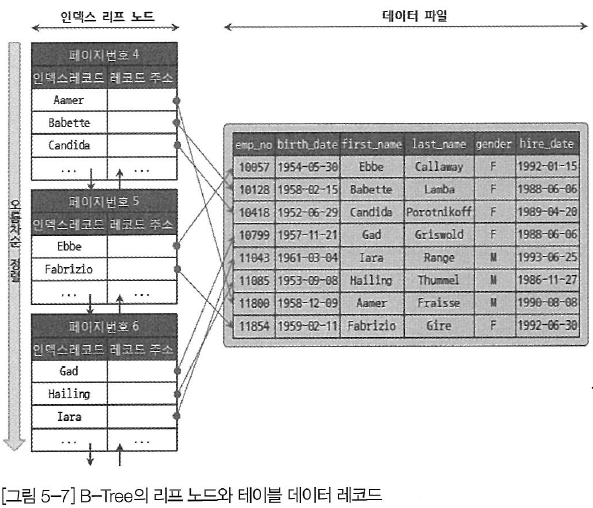 인덱스 리프 노드
데이터 파일
오름차순 정렬
페이지번호 4
인덱스레코드 레코드 주소
Aamer
Babette
Candida
... ...
페이지번호 5
인덱스레코드 레코드 주소
Ebbe
Fabrizio
... ...
페이지번호 6
인덱스레코드 레코드 주소
Gad
Hailing
Iara
... ...
emp_no birth_date first_name last_name gender hire_date
10057 1954-05-30 Ebbe Callaway F 1992-01-15
10128 1958-02-15 Babette Lamba F 1988-06-06
10418 1952-06-29 Candida Porotnikoff F 1989-04-20
10799 1957-11-21 Gad Griswold F 1988-06-06
11043 1961-03-04 Iara Range M 1993-06-25
11085 1953-09-08 Hailing Thummel M 1986-11-27
11800 1958-12-09 Aamer Fraisse M 1990-08-08
11854 1959-02-11 Fabrizio Gire F 1992-06-30
[그림 5-7] B-Tree의 리프 노드와 테이블 데이터 레코드